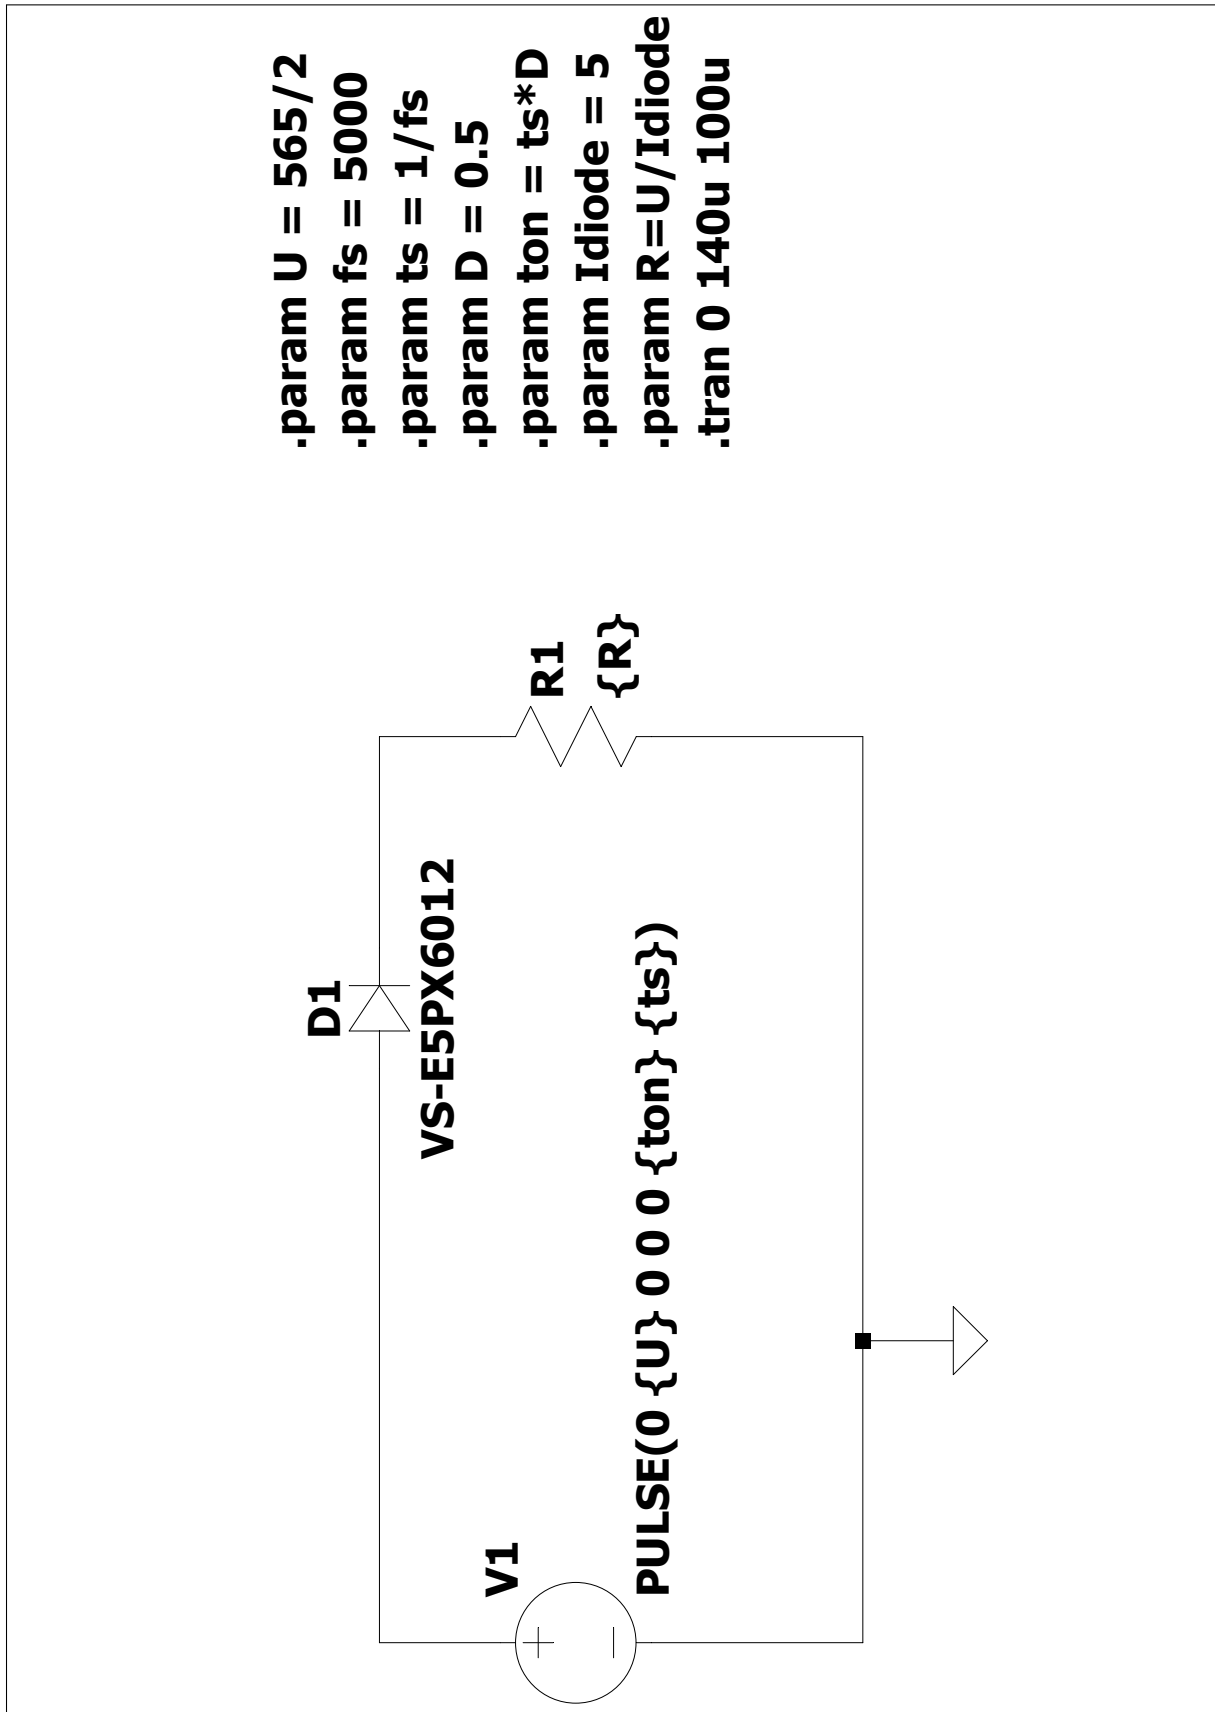 .param U = 565/2
.param fs = 5000
.param ts = 1/fs
.param D = 0.5
.param ton = ts*D
.param Idiode = 5
.param R=U/Idiode
.tran 0 140u 100u
D1
VS-E5PX6012
R1
{R}
V1
+
−
PULSE(0 {U} 0 0 0 {ton} {ts})